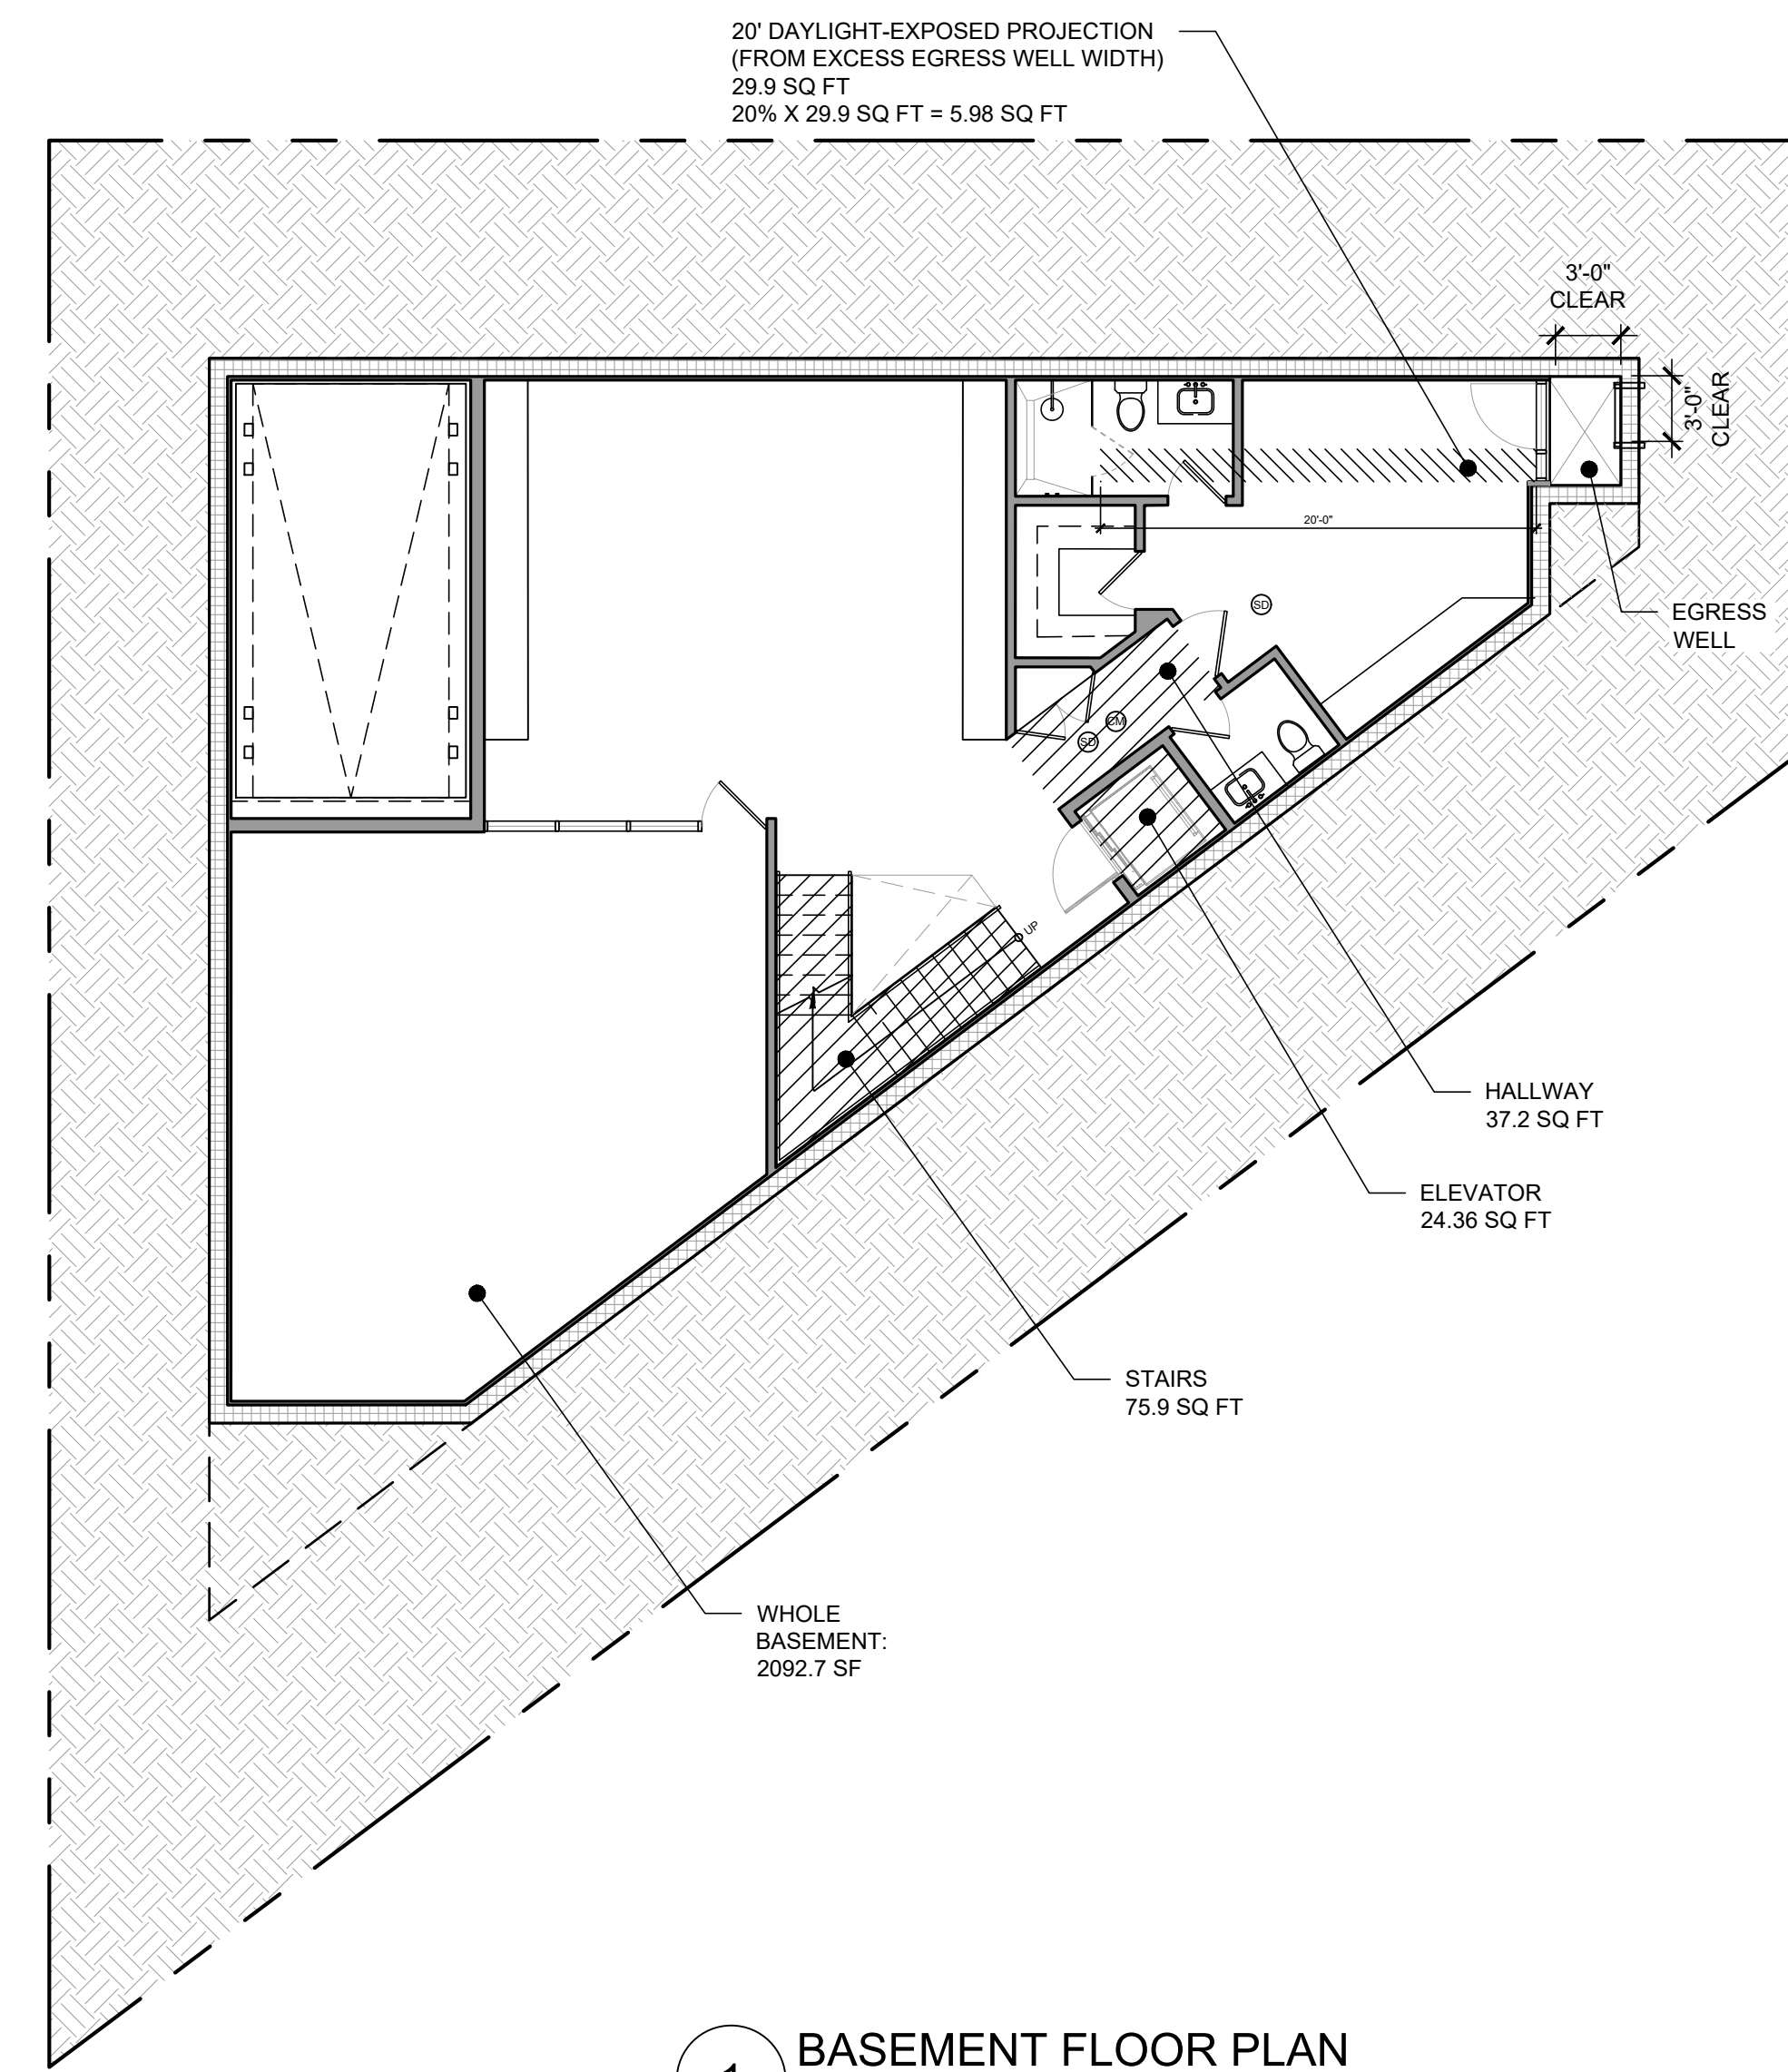 20' DAYLIGHT-EXPOSED PROJECTION
(FROM EXCESS EGRESS WELL WIDTH)
29.9 SQ FT
20% X 29.9 SQ FT = 5.98 SQ FT
3'-0"
CLEAR
3'-0"
CLEAR
20'-0"
SD
EGRESS
WELL
CM
SD
UP
HALLWAY
37.2 SQ FT
ELEVATOR
24.36 SQ FT
STAIRS
75.9 SQ FT
WHOLE
BASEMENT:
2092.7 SF
1
BASEMENT FLOOR PLAN